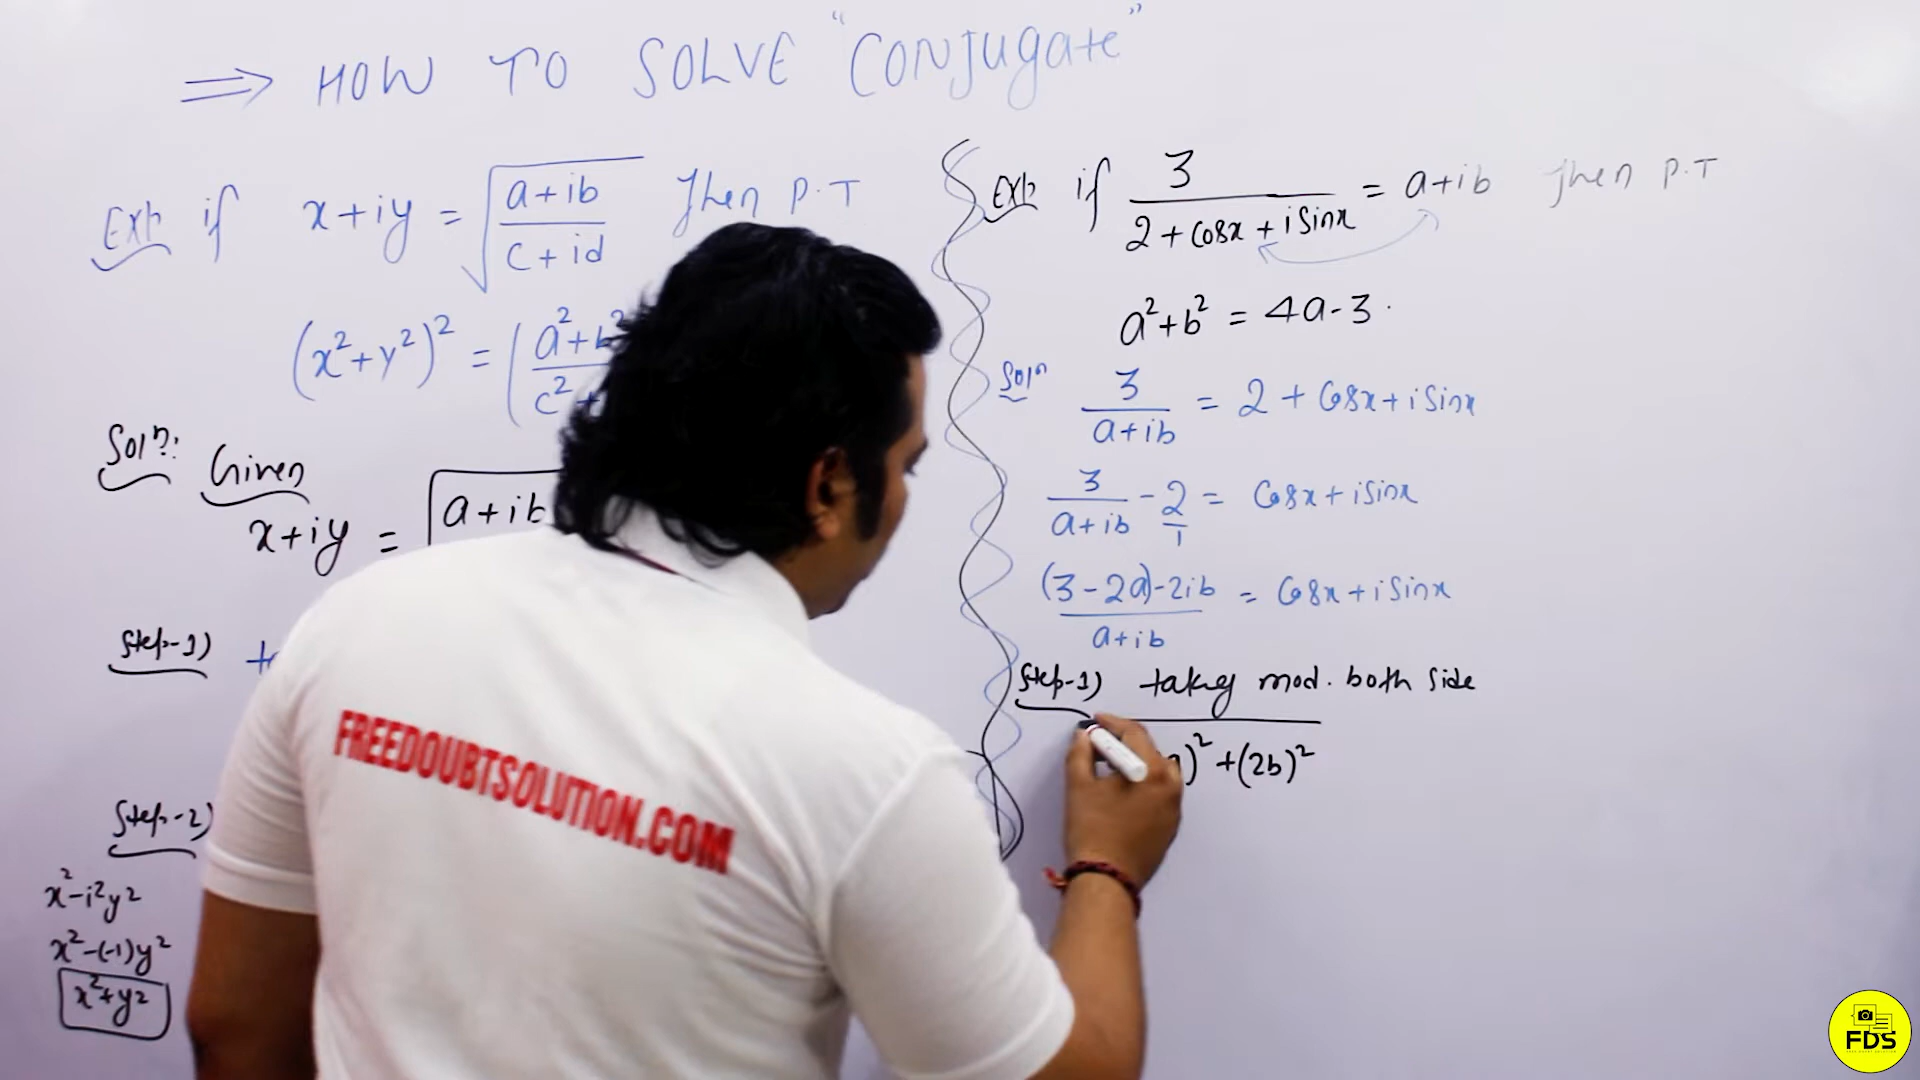 ⇒ HOW TO SOLVE "CONJUGATE"
Exp if x+iy = √(a+ib / c+id) then P.T
(x²+y²)² = (a²+b² / c²+
Solⁿ: Given
x+iy = √(a+ib
Step-1)
Step-2)
x²-i²y²
x²-(-1)y²
x²+y²
Exp if 3 / (2+cosx+isinx) = a+ib then P.T
a²+b² = 4a-3.
Solⁿ 3 / (a+ib) = 2+cosx+isinx
3 / (a+ib) - 2/1 = cosx+isinx
(3-2a)-2ib / (a+ib) = cosx+isinx
Step-1) taking mod. both side
)² +(2b)²
FREEDOUBTSOLUTION.COM
FDS